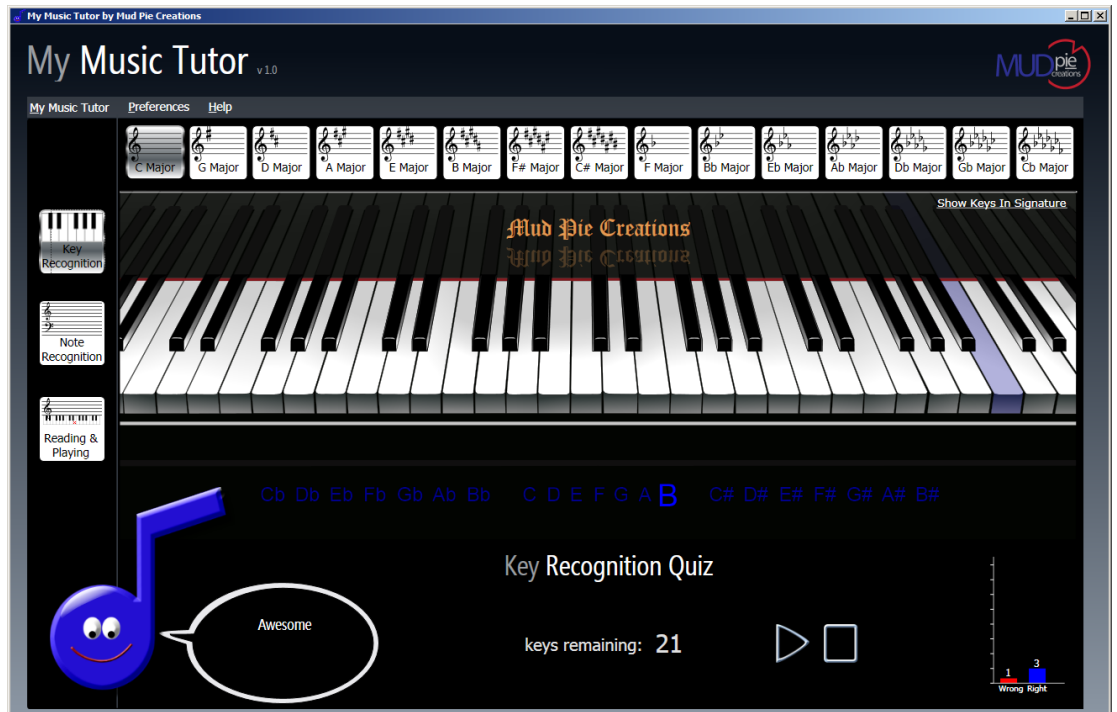 My Music Tutor by Mud Pie Creations
My Music Tutor v 1.0
MUDpie
creations
My Music Tutor Preferences Help
C Major G Major D Major A Major E Major B Major F# Major C# Major F Major Bb Major Eb Major Ab Major Db Major Gb Major Cb Major
Show Keys In Signature
Mud Pie Creations
Key
Recognition
Note
Recognition
Reading &
Playing
Cb Db Eb Fb Gb Ab Bb C D E F G A B C# D# E# F# G# A# B#
Key Recognition Quiz
Awesome
keys remaining: 21
1 3
Wrong Right